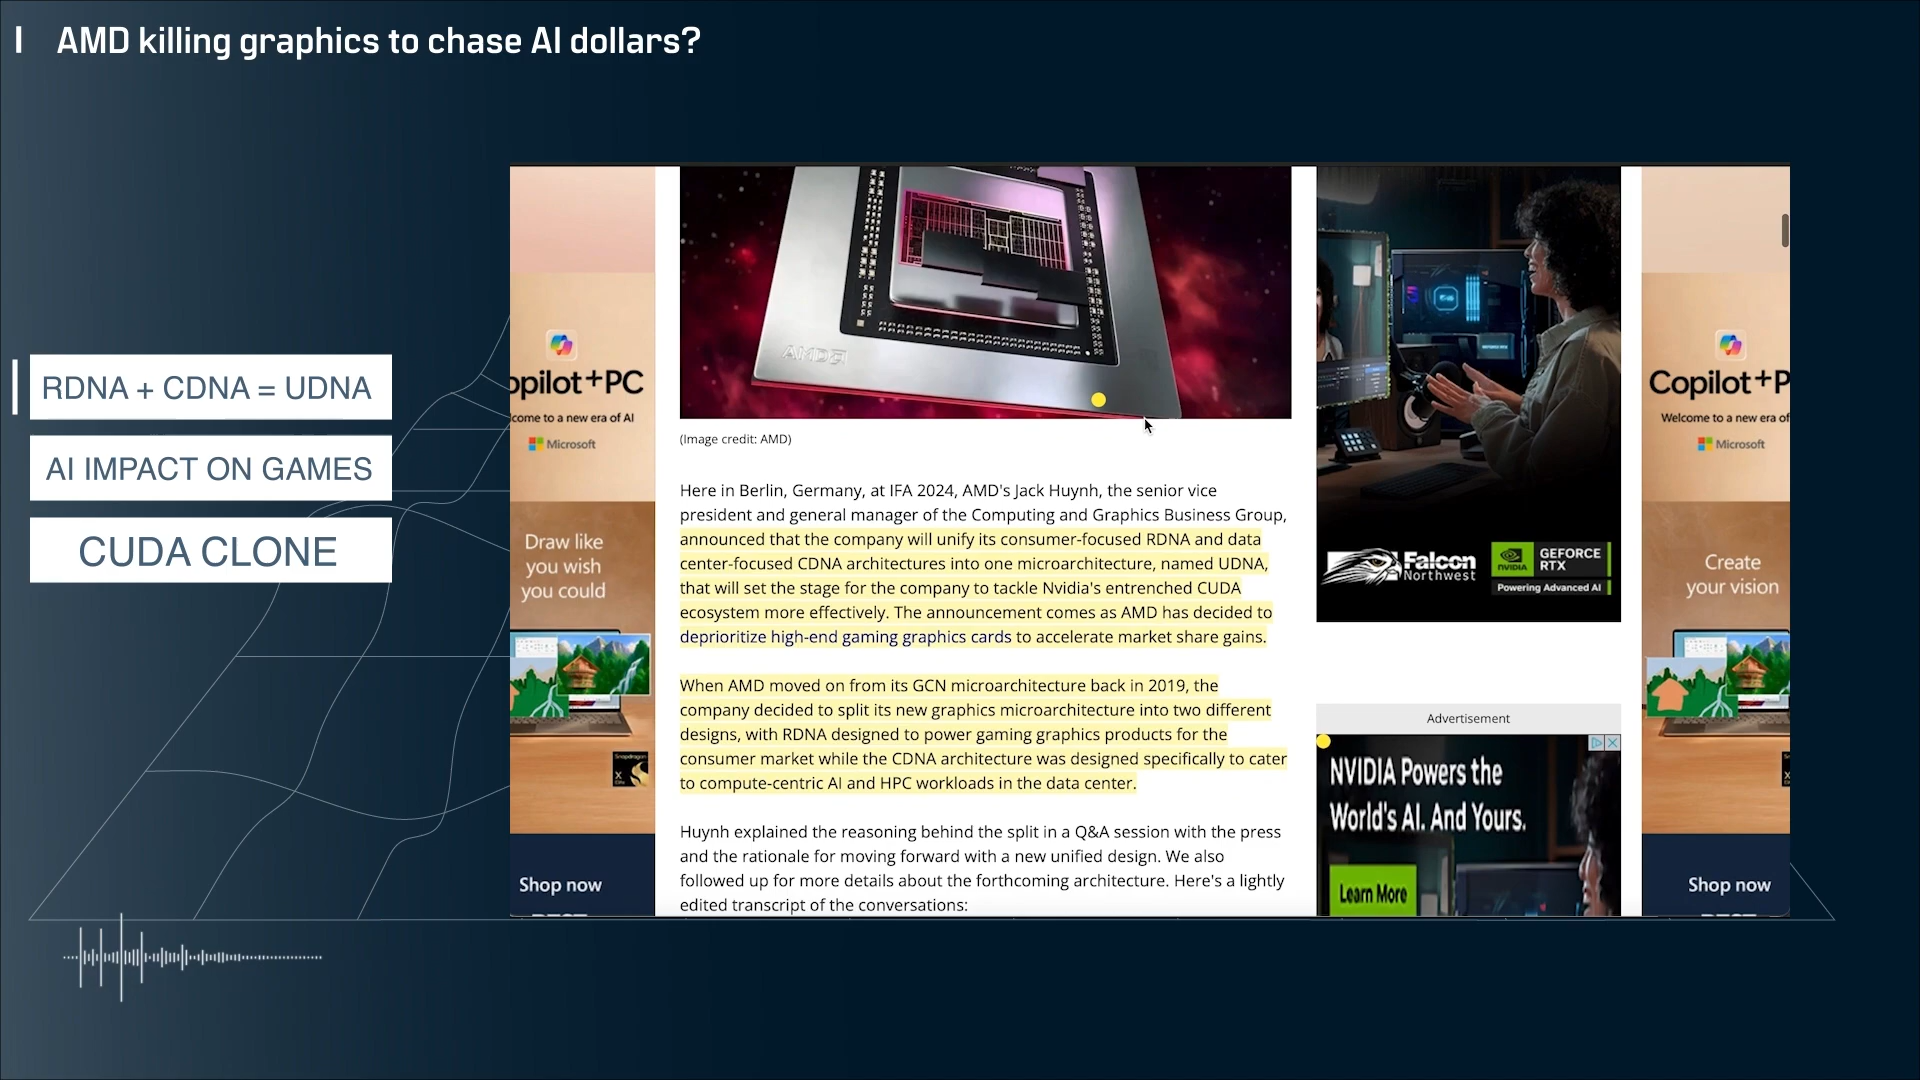 AMD killing graphics to chase AI dollars?
RDNA + CDNA = UDNA
AI IMPACT ON GAMES
CUDA CLONE
opilot+PC
lcome to a new era of AI
Microsoft
Draw like
you wish
you could
Snapdragon
X
Shop now
AMD
(Image credit: AMD)
Here in Berlin, Germany, at IFA 2024, AMD's Jack Huynh, the senior vice
president and general manager of the Computing and Graphics Business Group,
announced that the company will unify its consumer-focused RDNA and data
center-focused CDNA architectures into one microarchitecture, named UDNA,
that will set the stage for the company to tackle Nvidia's entrenched CUDA
ecosystem more effectively. The announcement comes as AMD has decided to
deprioritize high-end gaming graphics cards to accelerate market share gains.
When AMD moved on from its GCN microarchitecture back in 2019, the
company decided to split its new graphics microarchitecture into two different
designs, with RDNA designed to power gaming graphics products for the
consumer market while the CDNA architecture was designed specifically to cater
to compute-centric AI and HPC workloads in the data center.
Huynh explained the reasoning behind the split in a Q&A session with the press
and the rationale for moving forward with a new unified design. We also
followed up for more details about the forthcoming architecture. Here's a lightly
edited transcript of the conversations:
Falcon
Northwest
NVIDIA
GEFORCE
RTX
Powering Advanced AI
Advertisement
NVIDIA Powers the
World's AI. And Yours.
Learn More
Copilot+P
Welcome to a new era of
Microsoft
Create
your vision
Shop now